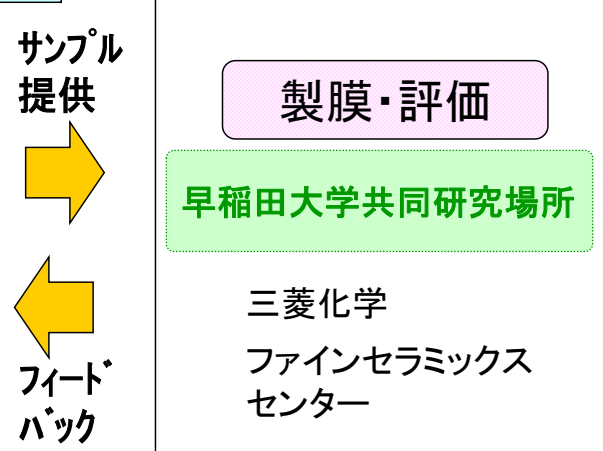 サンプル
提供
製膜・評価
早稲田大学共同研究場所
三菱化学
ファインセラミックス
センター
フィード
バック